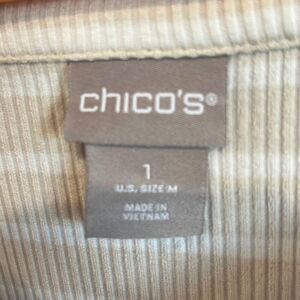 chico's®
1
U.S. SIZE M
MADE IN
VIETNAM